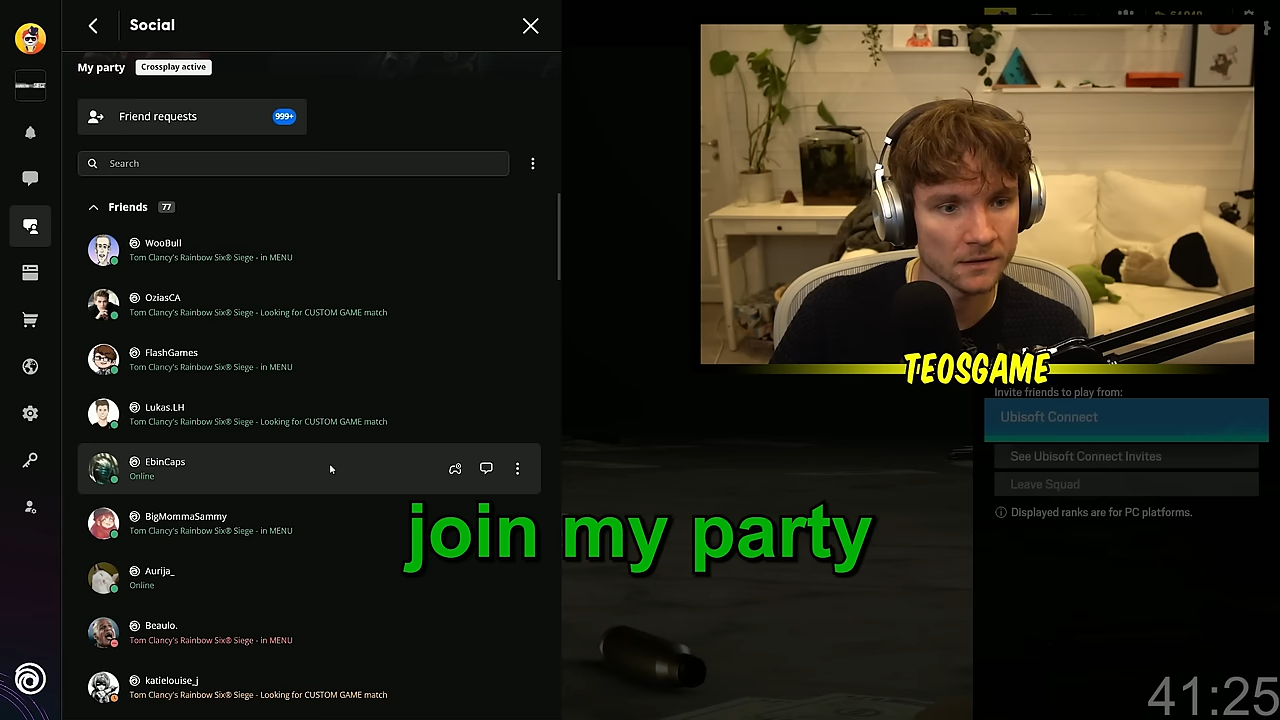 Social
My party
Crossplay active
Friend requests
999+
Search
Friends 77
WooBull
Tom Clancy's Rainbow Six® Siege - in MENU
OziasCA
Tom Clancy's Rainbow Six® Siege - Looking for CUSTOM GAME match
FlashGames
Tom Clancy's Rainbow Six® Siege - in MENU
Lukas.LH
Tom Clancy's Rainbow Six® Siege - Looking for CUSTOM GAME match
EbinCaps
Online
BigMommaSammy
Tom Clancy's Rainbow Six® Siege - in MENU
Aurija_
Online
Beaulo.
Tom Clancy's Rainbow Six® Siege - in MENU
katielouise_j
Tom Clancy's Rainbow Six® Siege - Looking for CUSTOM GAME match
join my party
TEOSGAME
Invite friends to play from:
Ubisoft Connect
See Ubisoft Connect Invites
Leave Squad
Displayed ranks are for PC platforms.
41:25